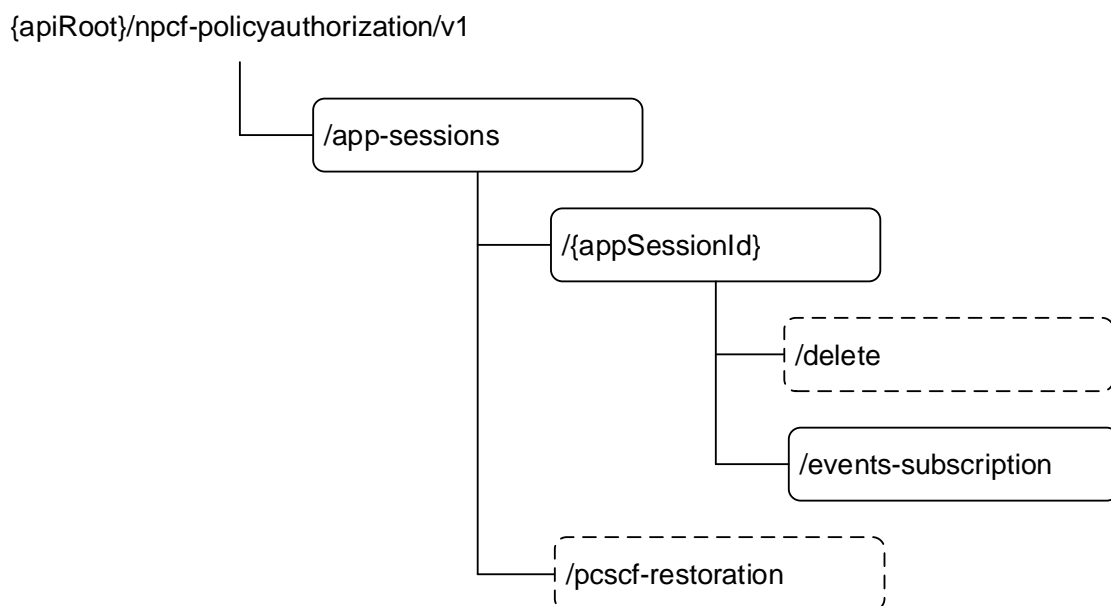 {apiRoot}/npcf-policyauthorization/v1
/app-sessions
/{appSessionId}
/delete
/events-subscription
/pcscf-restoration